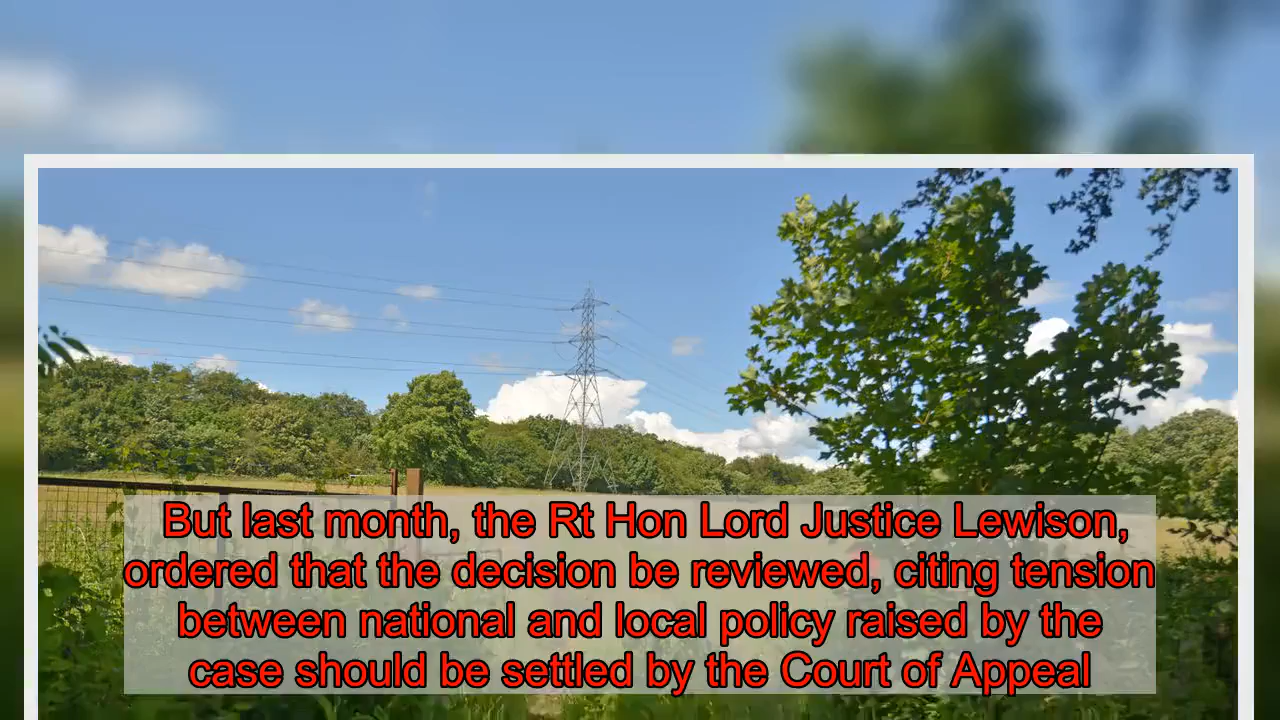 But last month, the Rt Hon Lord Justice Lewison,
ordered that the decision be reviewed, citing tension
between national and local policy raised by the
case should be settled by the Court of Appeal